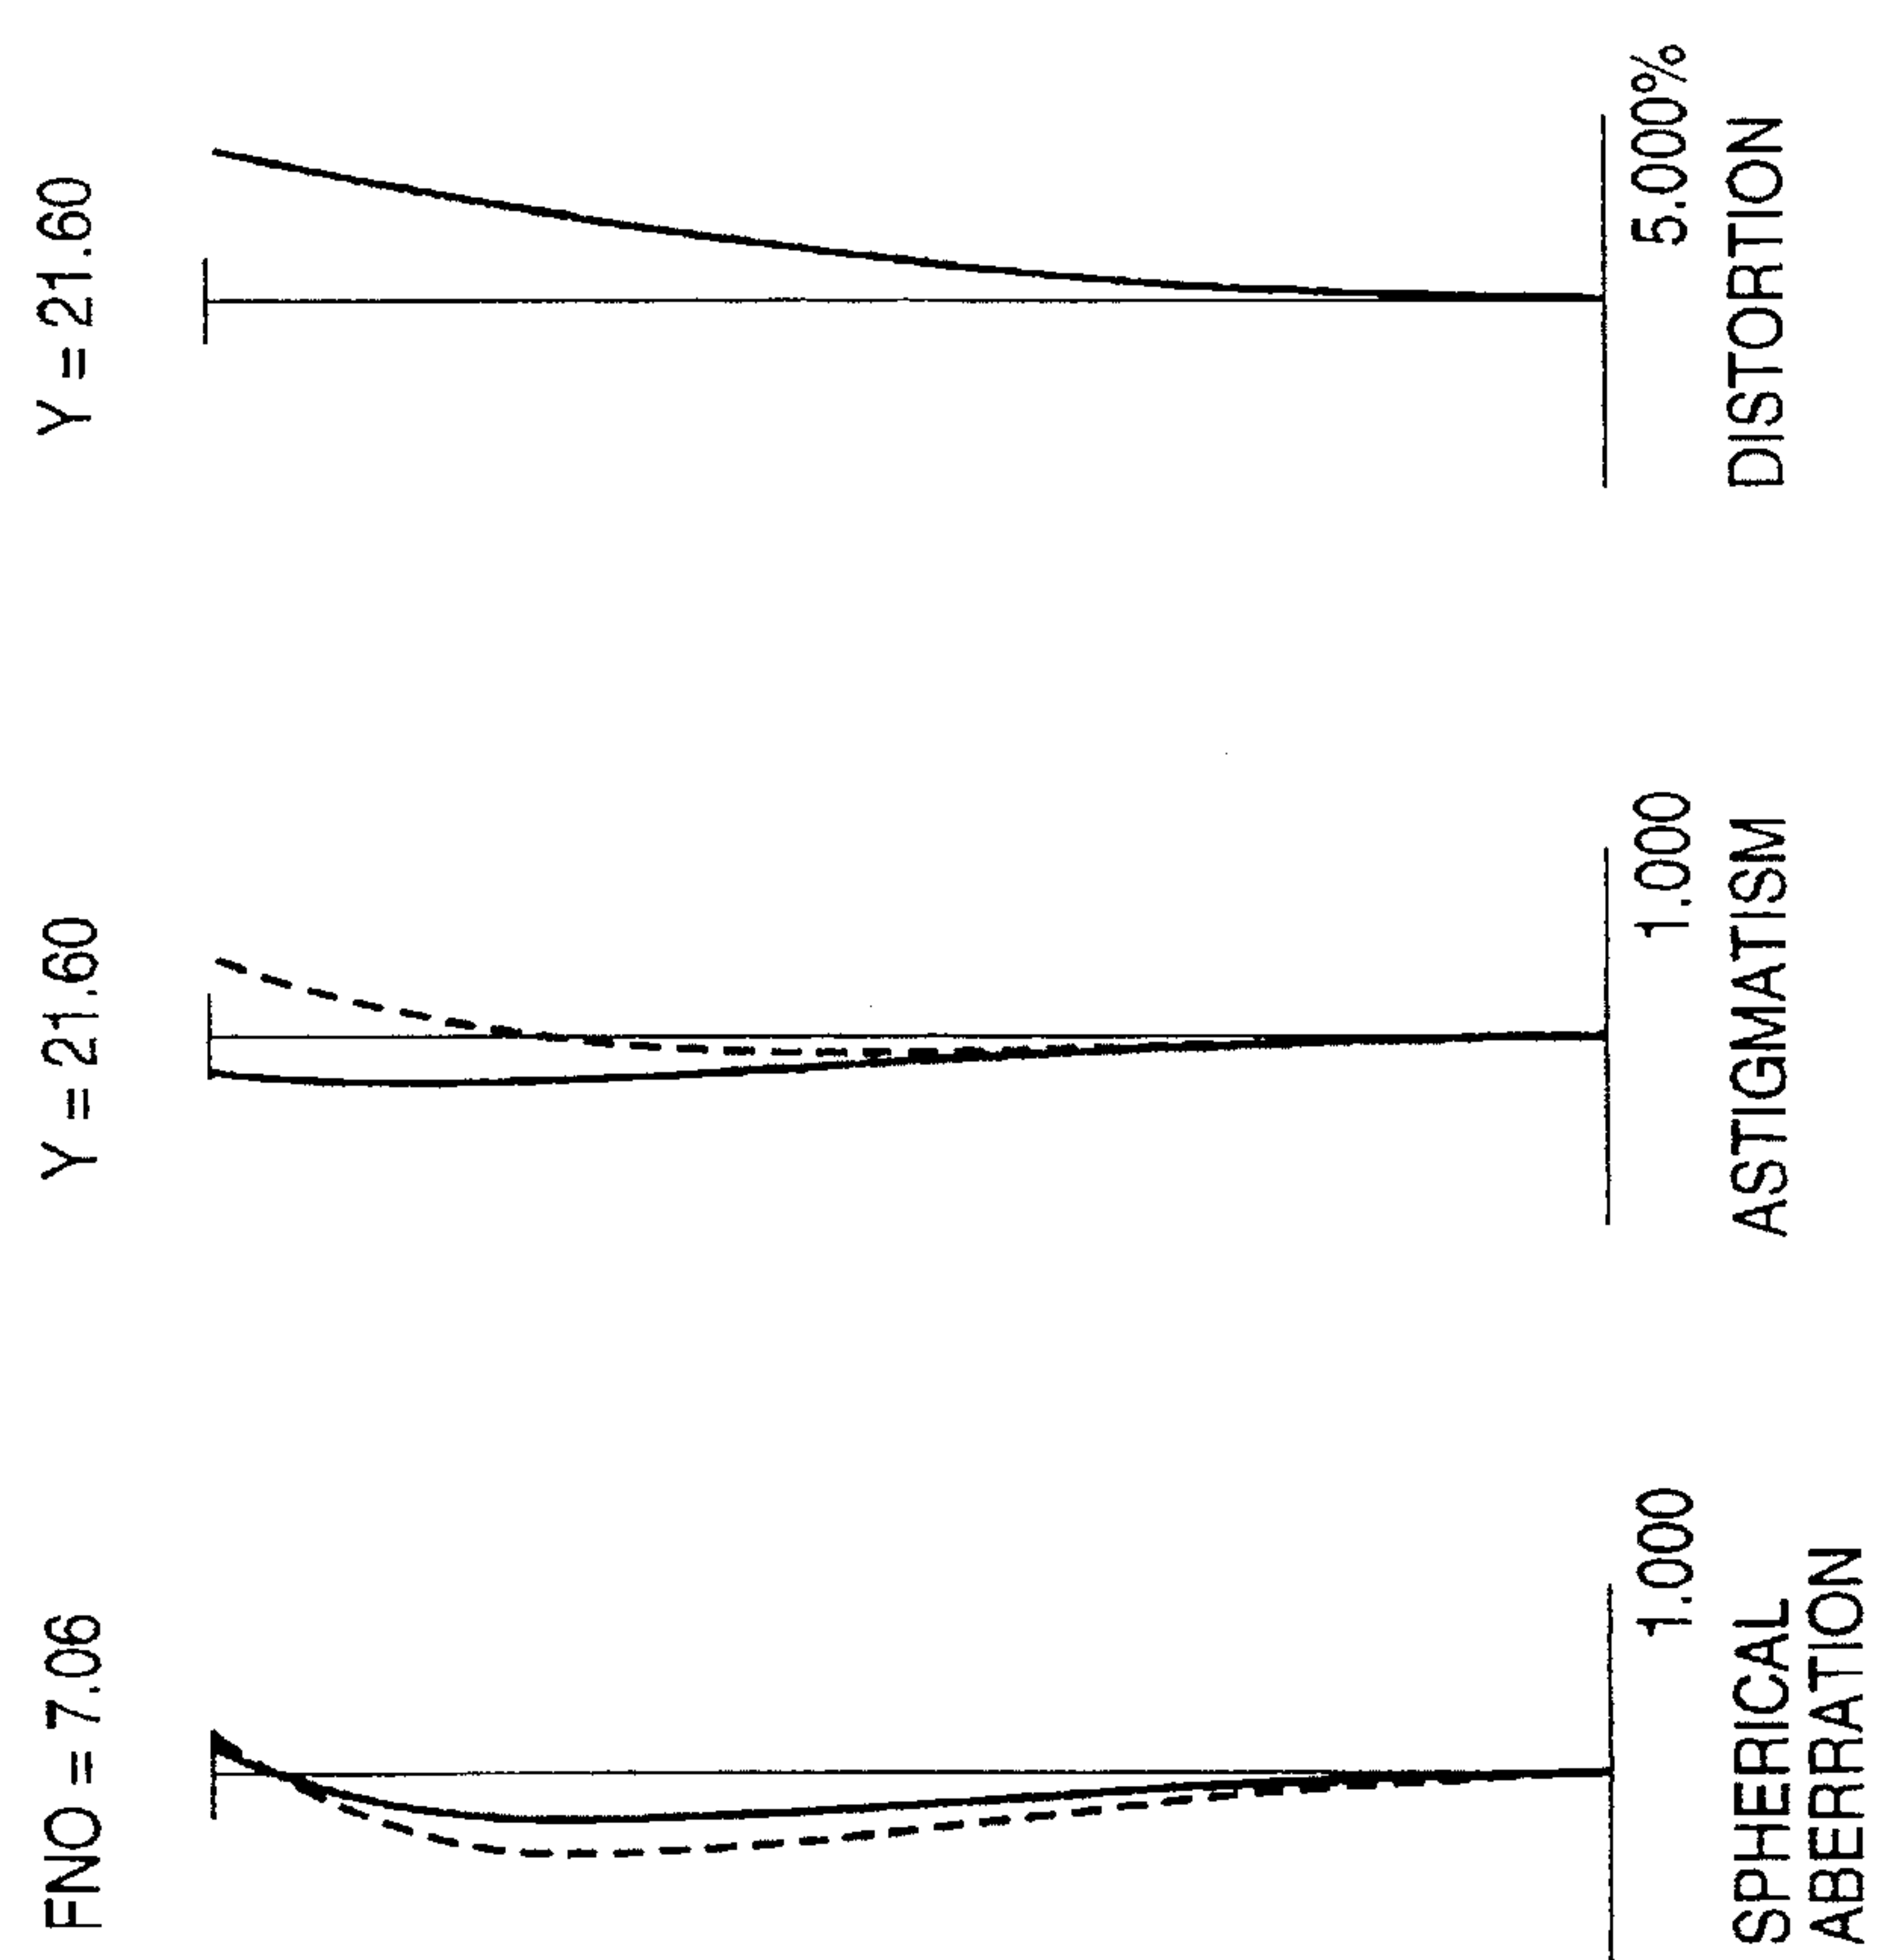 FNO = 7.06
1.000
SPHERICAL
ABERRATION
Y = 21.60
1.000
ASTIGMATISM
Y = 21.60
5.000%
DISTORTION